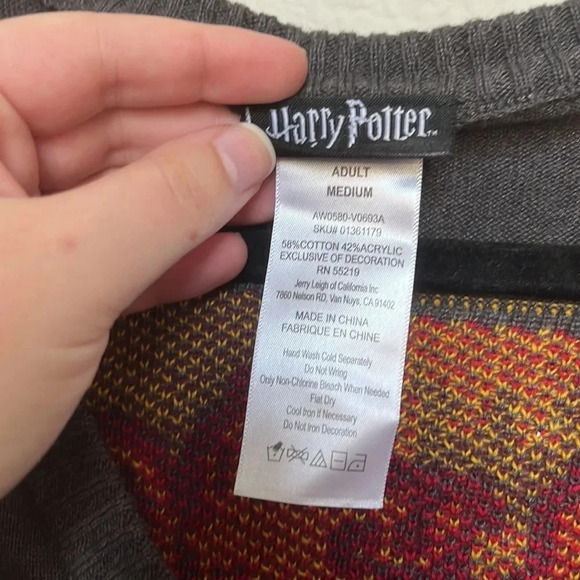 Harry Potter™
ADULT
MEDIUM
AW0580-V0693A
SKU# 01361179
58%COTTON 42%ACRYLIC
EXCLUSIVE OF DECORATION
RN 55219
Jerry Leigh of California Inc
7860 Nelson RD, Van Nuys, CA 91402
MADE IN CHINA
FABRIQUE EN CHINE
Hand Wash Cold Separately
Do Not Wring
Only Non-Chlorine Bleach When Needed
Flat Dry
Cool Iron If Necessary
Do Not Iron Decoration